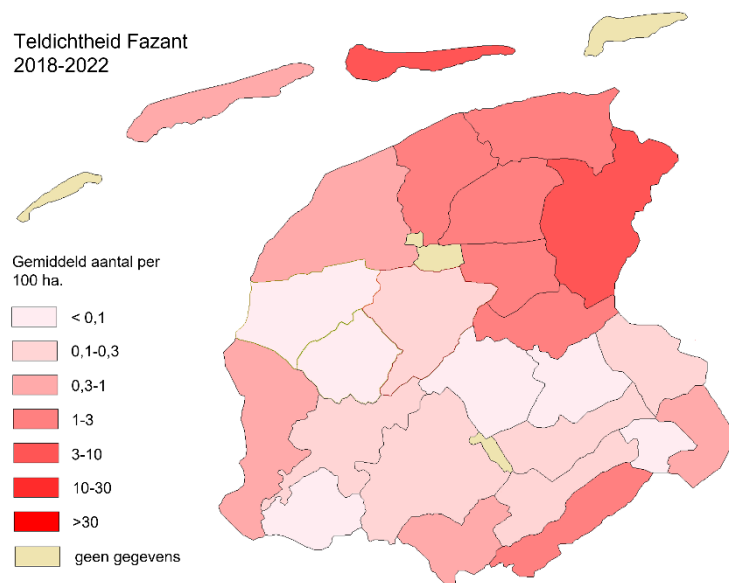 Teldichtheid Fazant
2018-2022
Gemiddeld aantal per
100 ha.
< 0,1
0,1-0,3
0,3-1
1-3
3-10
10-30
>30
geen gegevens